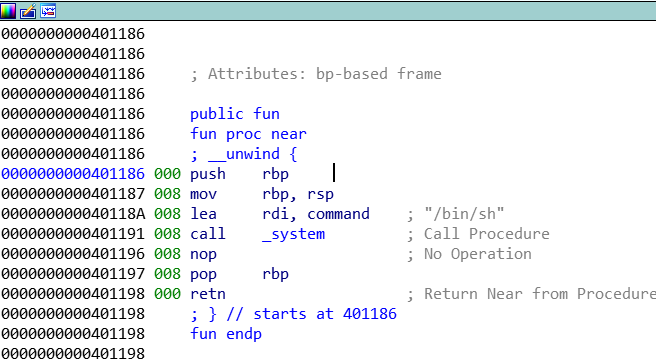 0000000000401186
0000000000401186
0000000000401186 ; Attributes: bp-based frame
0000000000401186
0000000000401186 public fun
0000000000401186 fun proc near
0000000000401186 ; __unwind {
0000000000401186 000 push rbp
0000000000401187 008 mov rbp, rsp
000000000040118A 008 lea rdi, command ; "/bin/sh"
0000000000401191 008 call _system ; Call Procedure
0000000000401196 008 nop ; No Operation
0000000000401197 008 pop rbp
0000000000401198 000 retn ; Return Near from Procedure
0000000000401198 ; } // starts at 401186
0000000000401198 fun endp
0000000000401198